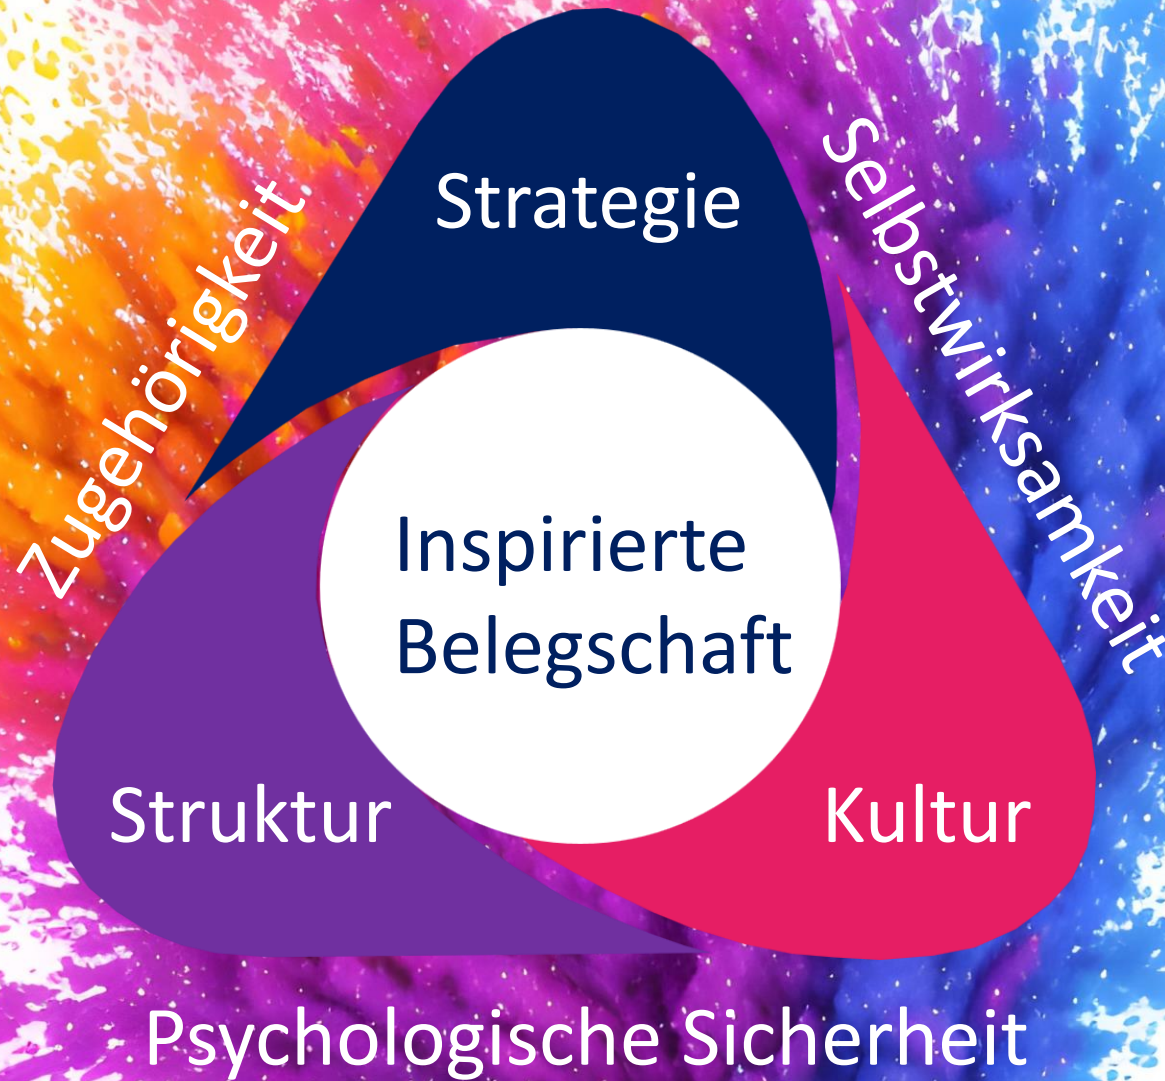 Strategie
Zugehörigkeit
Selbstwirksamkeit
Inspirierte
Belegschaft
Struktur
Kultur
Psychologische Sicherheit